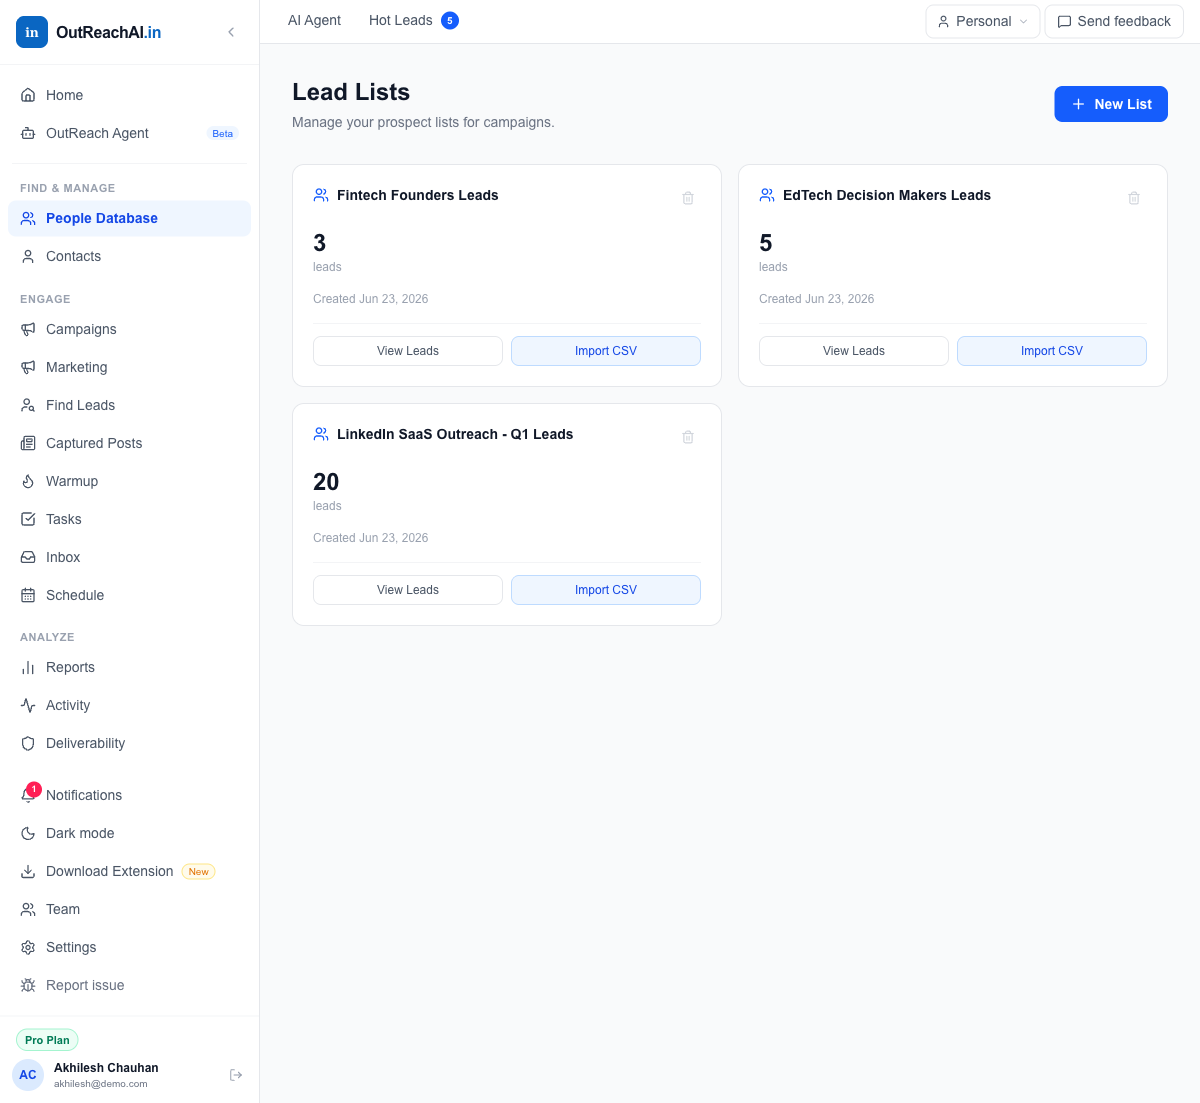 in OutReachAI.in
Home
OutReach Agent Beta
FIND & MANAGE
People Database
Contacts
ENGAGE
Campaigns
Marketing
Find Leads
Captured Posts
Warmup
Tasks
Inbox
Schedule
ANALYZE
Reports
Activity
Deliverability
1
Notifications
Dark mode
Download Extension New
Team
Settings
Report issue
Pro Plan
AC
Akhilesh Chauhan
akhilesh@demo.com
AI Agent
Hot Leads 5
Personal
Send feedback
Lead Lists
Manage your prospect lists for campaigns.
New List
Fintech Founders Leads
3
leads
Created Jun 23, 2026
View Leads
Import CSV
EdTech Decision Makers Leads
5
leads
Created Jun 23, 2026
View Leads
Import CSV
LinkedIn SaaS Outreach - Q1 Leads
20
leads
Created Jun 23, 2026
View Leads
Import CSV